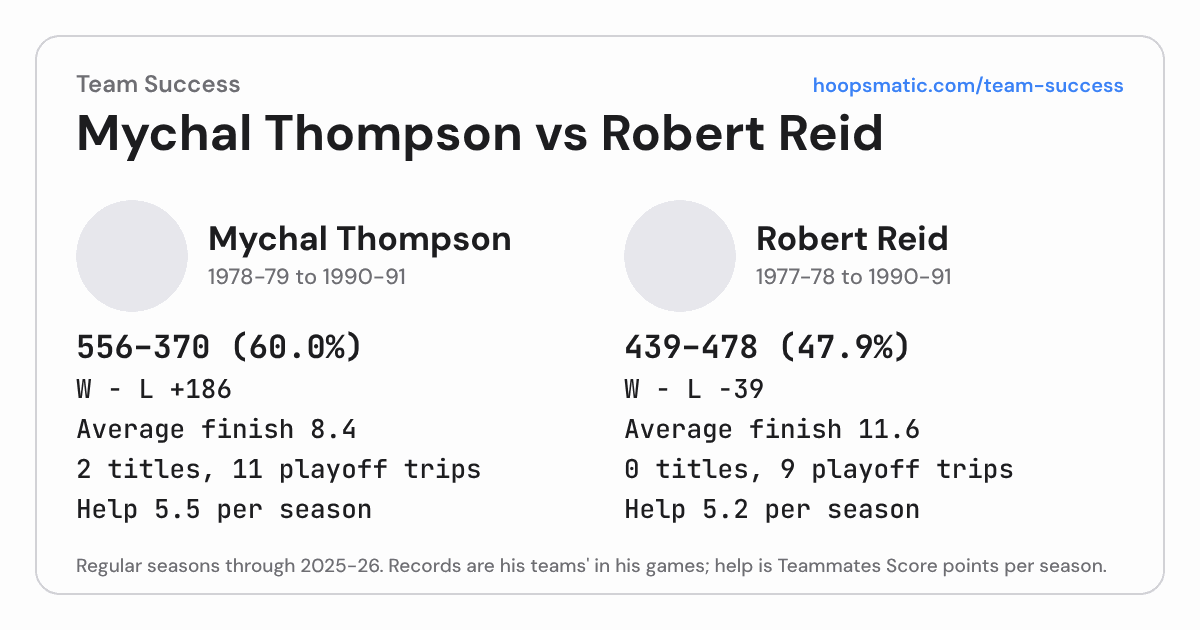 Team Success
hoopsmatic.com/team-success
Mychal Thompson vs Robert Reid
Mychal Thompson
1978-79 to 1990-91
556-370 (60.0%)
W - L +186
Average finish 8.4
2 titles, 11 playoff trips
Help 5.5 per season
Robert Reid
1977-78 to 1990-91
439-478 (47.9%)
W - L -39
Average finish 11.6
0 titles, 9 playoff trips
Help 5.2 per season
Regular seasons through 2025-26. Records are his teams' in his games; help is Teammates Score points per season.